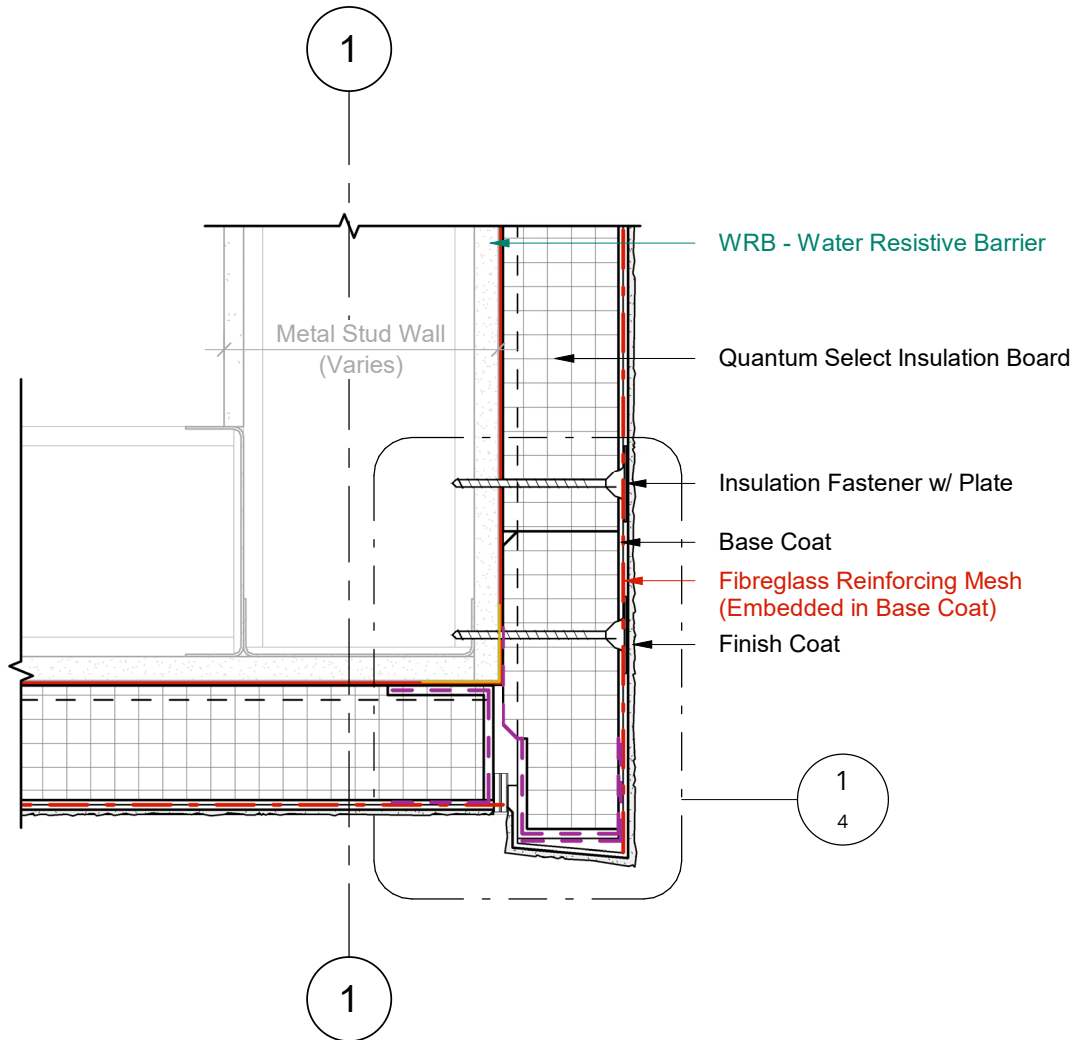 1
WRB - Water Resistive Barrier
Metal Stud Wall
(Varies)
Quantum Select Insulation Board
Insulation Fastener w/ Plate
Base Coat
Fibreglass Reinforcing Mesh
(Embedded in Base Coat)
Finish Coat
1
4
1